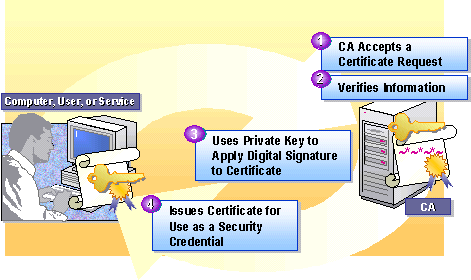 1 CA Accepts a
Certificate Request
2 Verifies Information
Computer, User, or Service
3 Uses Private Key to
Apply Digital Signature
to Certificate
CA
4 Issues Certificate for
Use as a Security
Credential